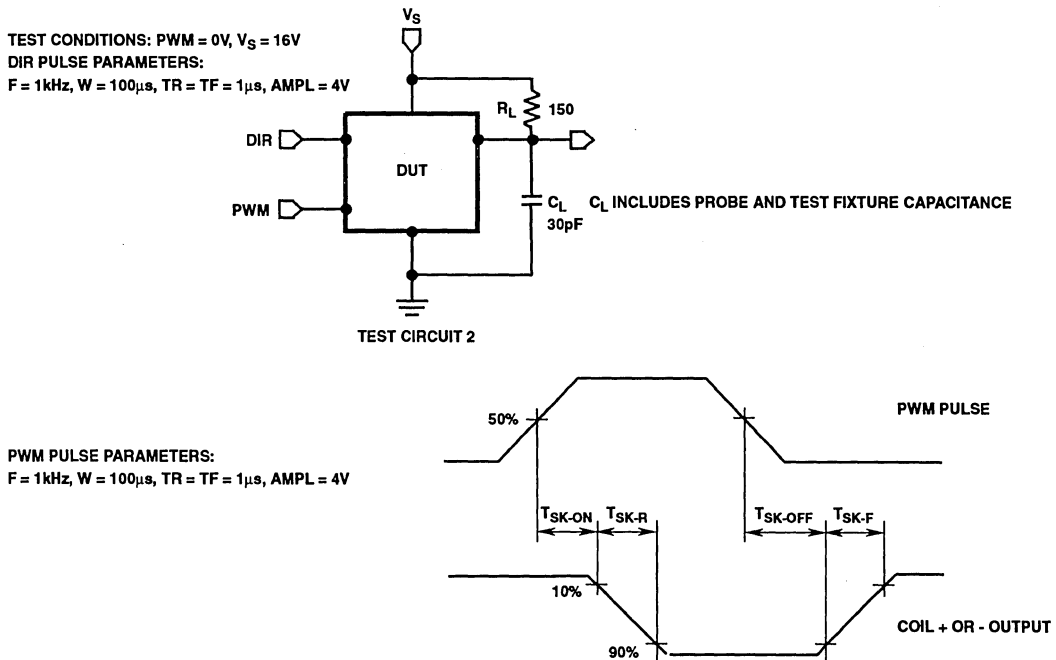 TEST CONDITIONS: PWM = 0V, VS = 16V
DIR PULSE PARAMETERS:
F = 1kHz, W = 100μs, TR = TF = 1μs, AMPL = 4V
VS
RL 150
DIR
DUT
PWM
CL
30pF
CL INCLUDES PROBE AND TEST FIXTURE CAPACITANCE
TEST CIRCUIT 2
50%
PWM PULSE
PWM PULSE PARAMETERS:
F = 1kHz, W = 100μs, TR = TF = 1μs, AMPL = 4V
TSK-ON TSK-R TSK-OFF TSK-F
10%
COIL + OR - OUTPUT
90%